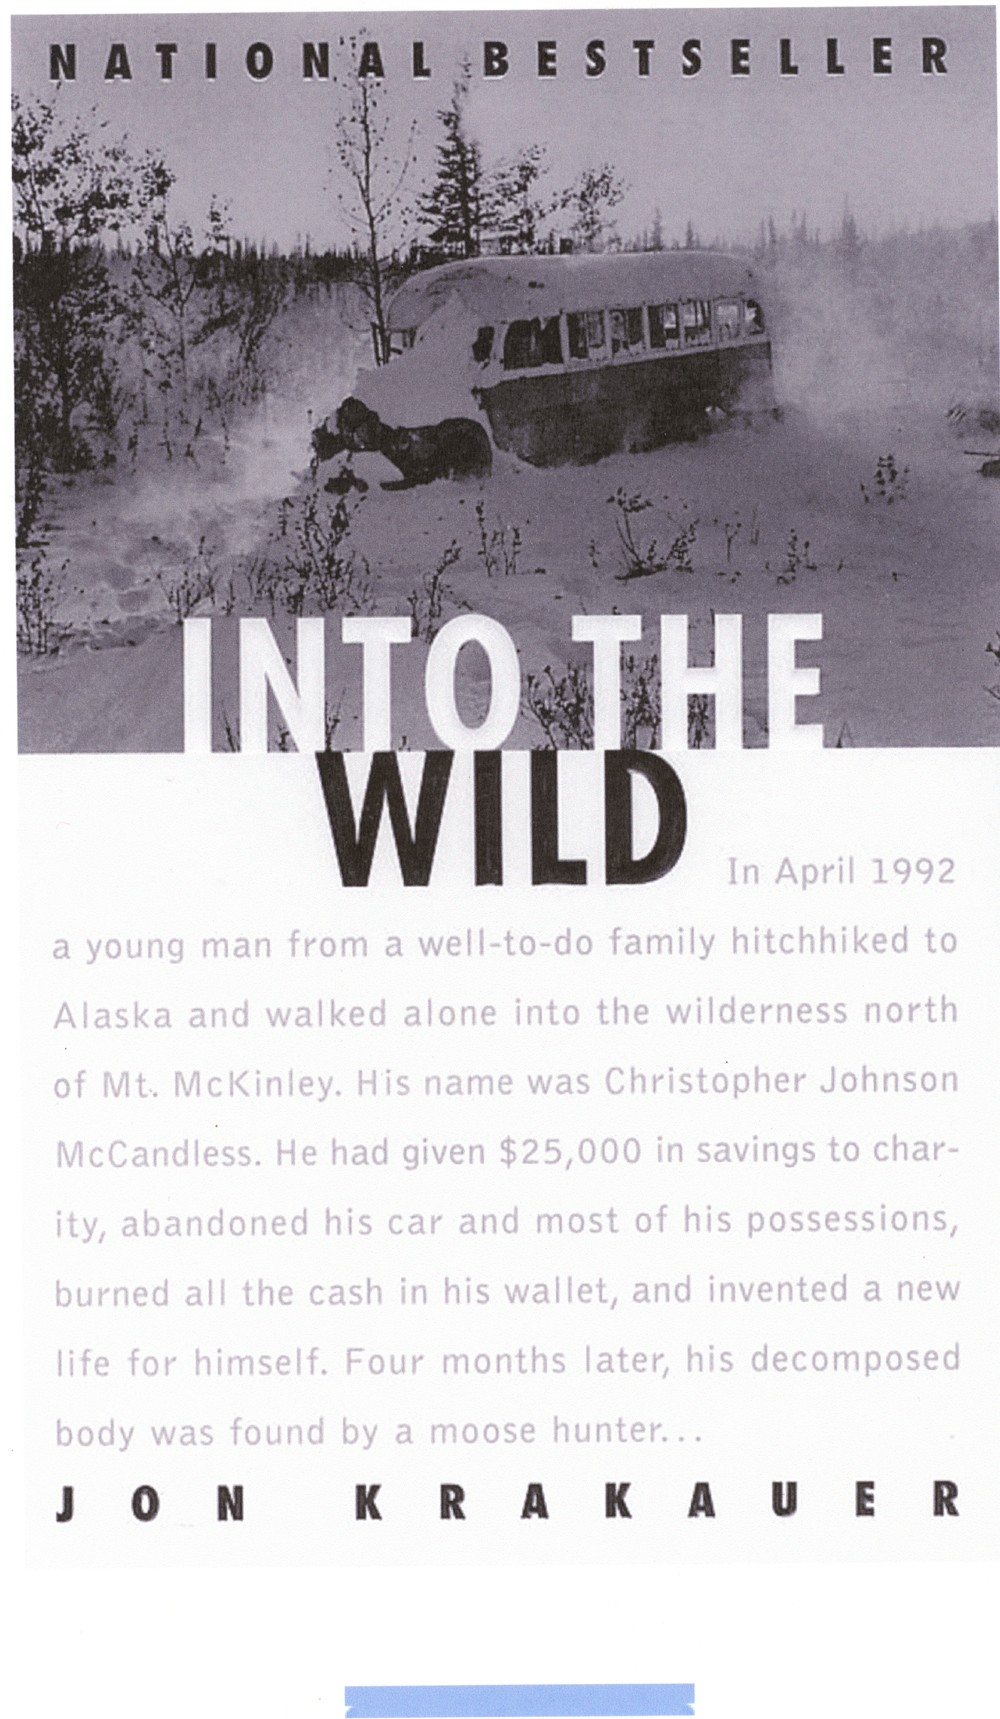 NATIONAL BESTSELLER
INTO THE
WILD
In April 1992
a young man from a well-to-do family hitchhiked to
Alaska and walked alone into the wilderness north
of Mt. McKinley. His name was Christopher Johnson
McCandless. He had given $25,000 in savings to char-
ity, abandoned his car and most of his possessions,
burned all the cash in his wallet, and invented a new
life for himself. Four months later, his decomposed
body was found by a moose hunter...
JON KRAKAUER